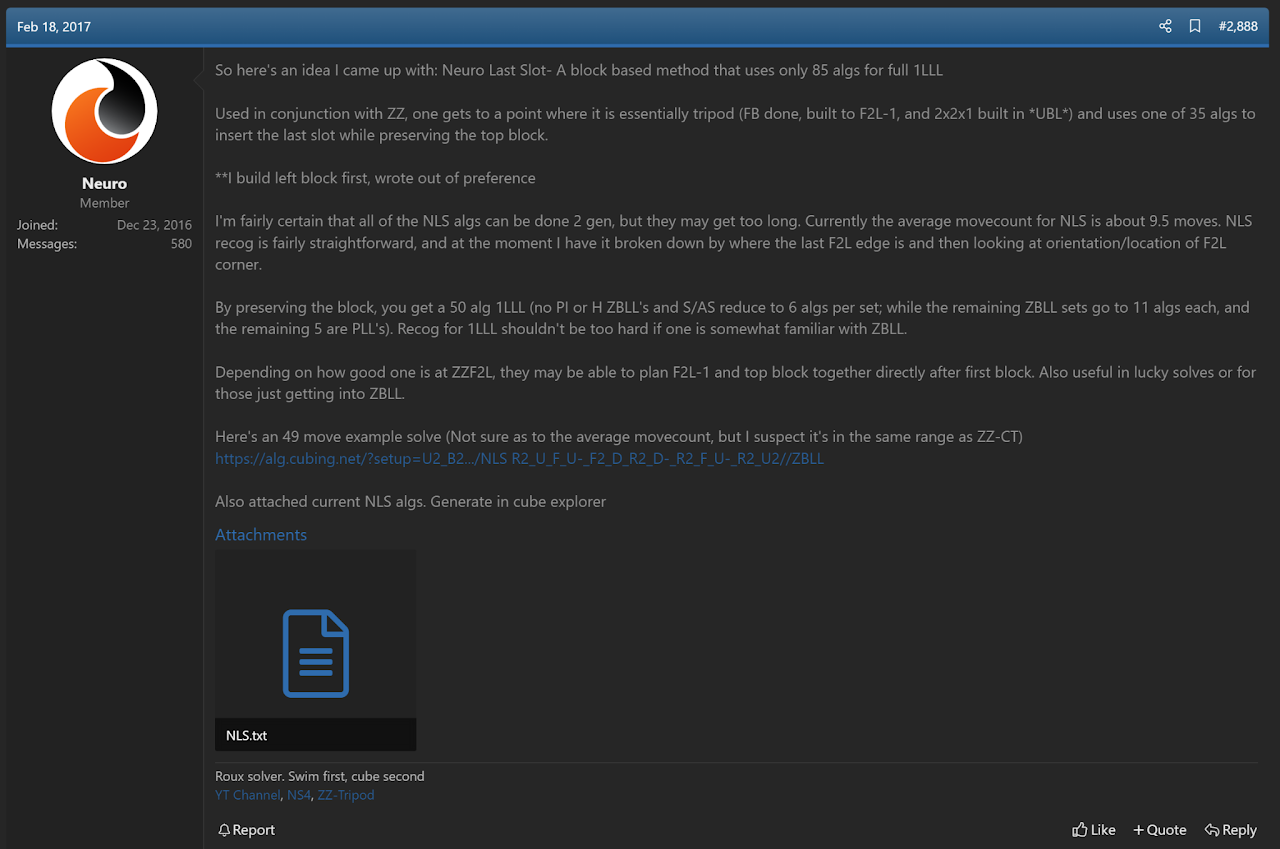 Feb 18, 2017
#2,888
Neuro
Member
Joined: Dec 23, 2016
Messages: 580
So here's an idea I came up with: Neuro Last Slot- A block based method that uses only 85 algs for full 1LLL
Used in conjunction with ZZ, one gets to a point where it is essentially tripod (FB done, built to F2L-1, and 2x2x1 built in *UBL*) and uses one of 35 algs to
insert the last slot while preserving the top block.
**I build left block first, wrote out of preference
I'm fairly certain that all of the NLS algs can be done 2 gen, but they may get too long. Currently the average movecount for NLS is about 9.5 moves. NLS
recog is fairly straightforward, and at the moment I have it broken down by where the last F2L edge is and then looking at orientation/location of F2L
corner.
By preserving the block, you get a 50 alg 1LLL (no PI or H ZBLL's and S/AS reduce to 6 algs per set; while the remaining ZBLL sets go to 11 algs each, and
the remaining 5 are PLL's). Recog for 1LLL shouldn't be too hard if one is somewhat familiar with ZBLL.
Depending on how good one is at ZZF2L, they may be able to plan F2L-1 and top block together directly after first block. Also useful in lucky solves or for
those just getting into ZBLL.
Here's an 49 move example solve (Not sure as to the average movecount, but I suspect it's in the same range as ZZ-CT)
https://alg.cubing.net/?setup=U2_B2.../NLS R2_U_F_U-_F2_D_R2_D-_R2_F_U-_R2_U2//ZBLL
Also attached current NLS algs. Generate in cube explorer
Attachments
NLS.txt
Roux solver. Swim first, cube second
YT Channel, NS4, ZZ-Tripod
Report
Like
+ Quote
Reply